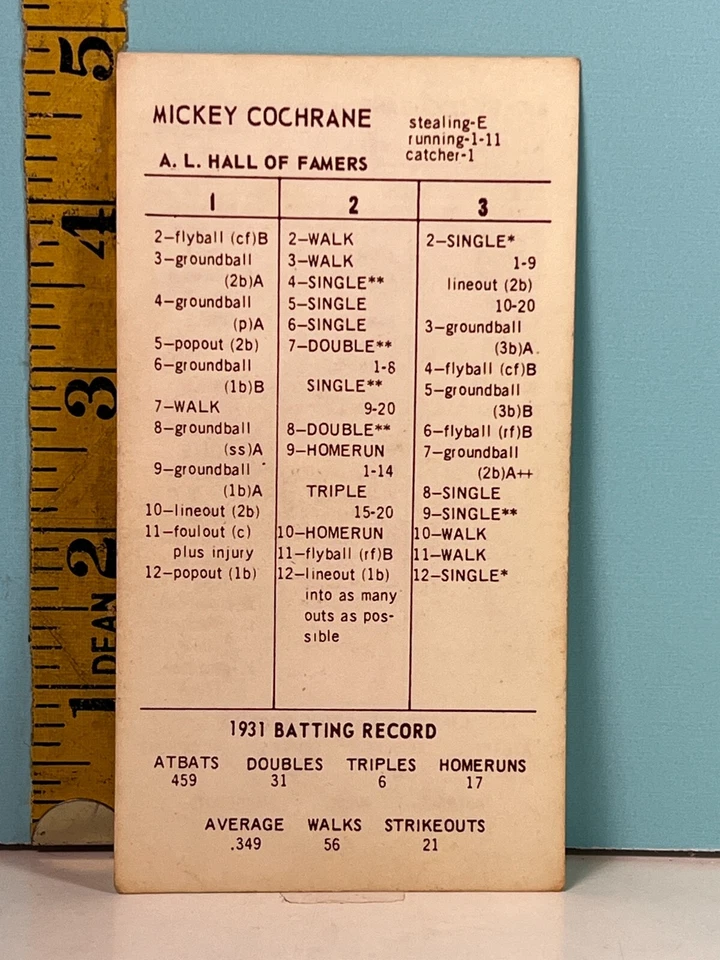 MICKEY COCHRANE
stealing-E
running-1-11
catcher-1
A. L. HALL OF FAMERS
1
2-flyball (cf)B
3-groundball
(2b)A
4-groundball
(p)A
5-popout (2b)
6-groundball
(1b)B
7-WALK
8-groundball
(ss)A
9-groundball
(1b)A
10-lineout (2b)
11-foulout (c)
plus injury
12-popout (1b)
2
2-WALK
3-WALK
4-SINGLE**
5-SINGLE
6-SINGLE
7-DOUBLE**
1-8
SINGLE**
9-20
8-DOUBLE**
9-HOMERUN
1-14
TRIPLE
15-20
10-HOMERUN
11-flyball (rf)B
12-lineout (1b)
into as many
outs as pos-
sible
3
2-SINGLE*
1-9
lineout (2b)
10-20
3-groundball
(3b)A
4-flyball (cf)B
5-groundball
(3b)B
6-flyball (rf)B
7-groundball
(2b)A++
8-SINGLE
9-SINGLE**
10-WALK
11-WALK
12-SINGLE*
1931 BATTING RECORD
ATBATS DOUBLES TRIPLES HOMERUNS
459 31 6 17
AVERAGE WALKS STRIKEOUTS
.349 56 21
5
4
3
2
1
DEAN